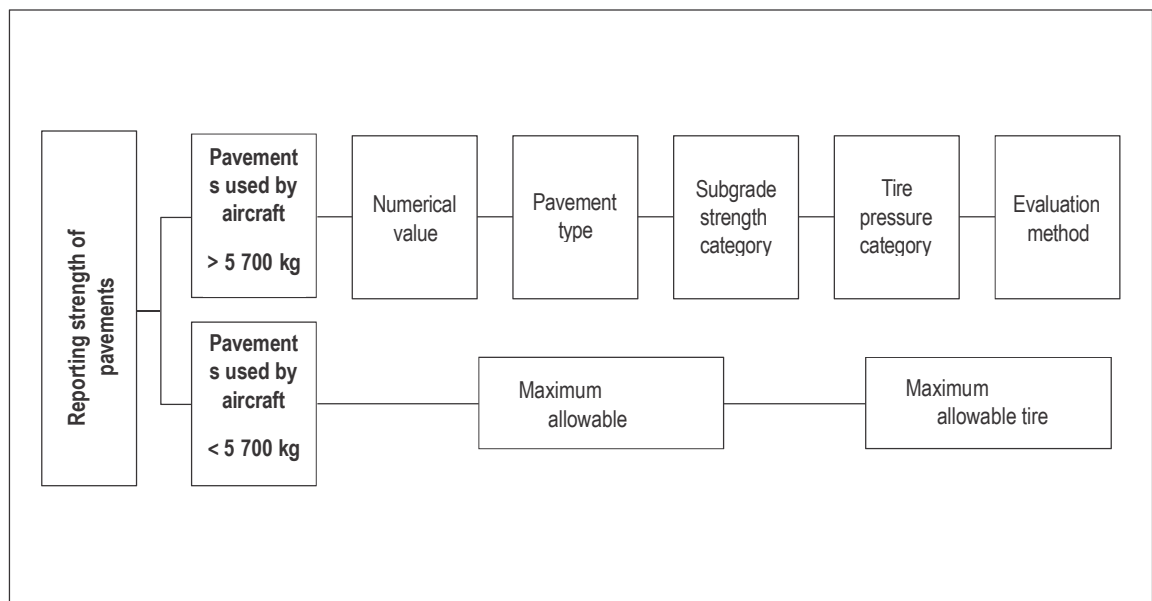 Reporting strength of
pavements
Pavement
s used by
aircraft
> 5 700 kg
Numerical
value
Pavement
type
Subgrade
strength
category
Tire
pressure
category
Evaluation
method
Pavement
s used by
aircraft
< 5 700 kg
Maximum
allowable
Maximum
allowable tire